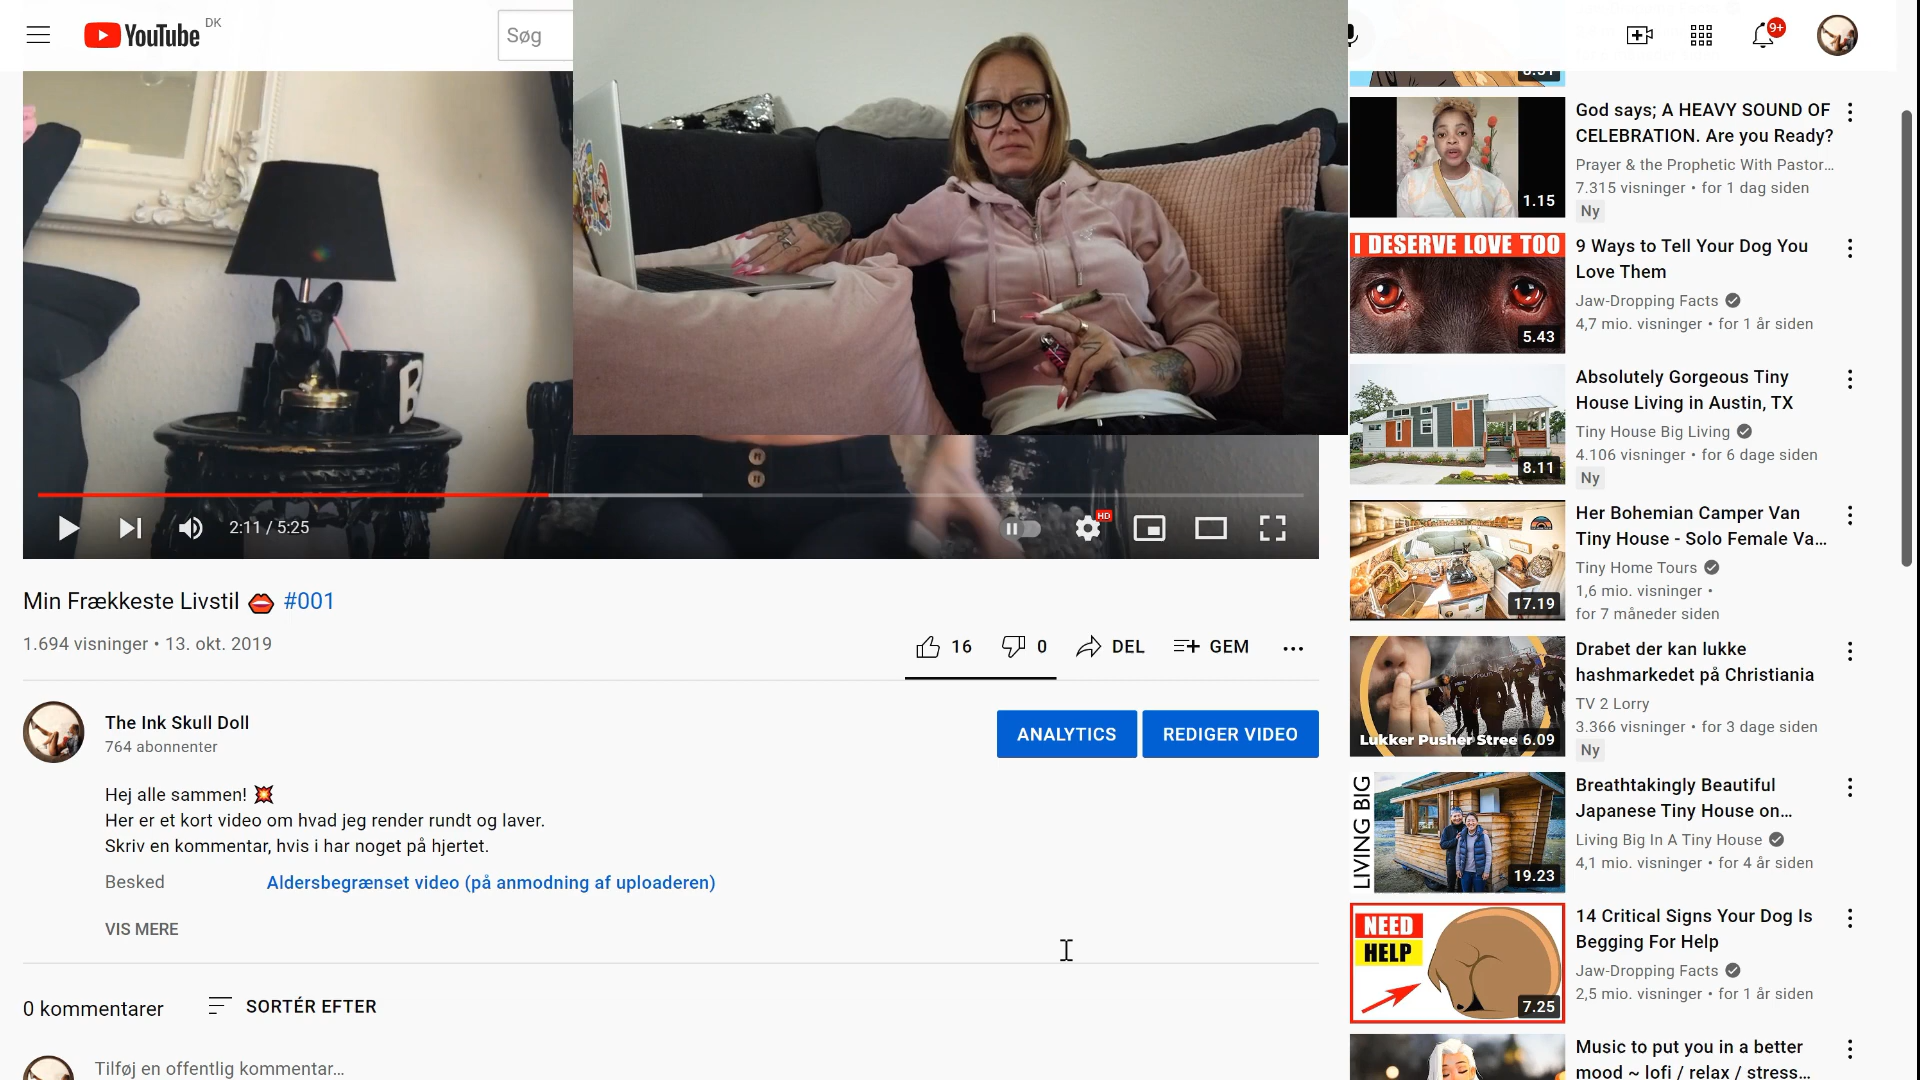 YouTube DK
Søg
9+
B
2:11 / 5:25
HD
Min Frækkeste Livstil #001
1.694 visninger • 13. okt. 2019
16
0
DEL
GEM
The Ink Skull Doll
764 abonnenter
ANALYTICS
REDIGER VIDEO
Hej alle sammen!
Her er et kort video om hvad jeg render rundt og laver.
Skriv en kommentar, hvis i har noget på hjertet.
Besked
Aldersbegrænset video (på anmodning af uploaderen)
VIS MERE
0 kommentarer
SORTÉR EFTER
Tilføj en offentlig kommentar...
1.15
God says; A HEAVY SOUND OF
CELEBRATION. Are you Ready?
Prayer & the Prophetic With Pastor...
7.315 visninger • for 1 dag siden
Ny
I DESERVE LOVE TOO
5.43
9 Ways to Tell Your Dog You
Love Them
Jaw-Dropping Facts
4,7 mio. visninger • for 1 år siden
8.11
Absolutely Gorgeous Tiny
House Living in Austin, TX
Tiny House Big Living
4.106 visninger • for 6 dage siden
Ny
17.19
Her Bohemian Camper Van
Tiny House - Solo Female Va...
Tiny Home Tours
1,6 mio. visninger •
for 7 måneder siden
Lukker Pusher Stree 6.09
Drabet der kan lukke
hashmarkedet på Christiania
TV 2 Lorry
3.366 visninger • for 3 dage siden
Ny
LIVING BIG
19.23
Breathtakingly Beautiful
Japanese Tiny House on...
Living Big In A Tiny House
4,1 mio. visninger • for 4 år siden
NEED
HELP
7.25
14 Critical Signs Your Dog Is
Begging For Help
Jaw-Dropping Facts
2,5 mio. visninger • for 1 år siden
Music to put you in a better
mood ~ lofi / relax / stress...